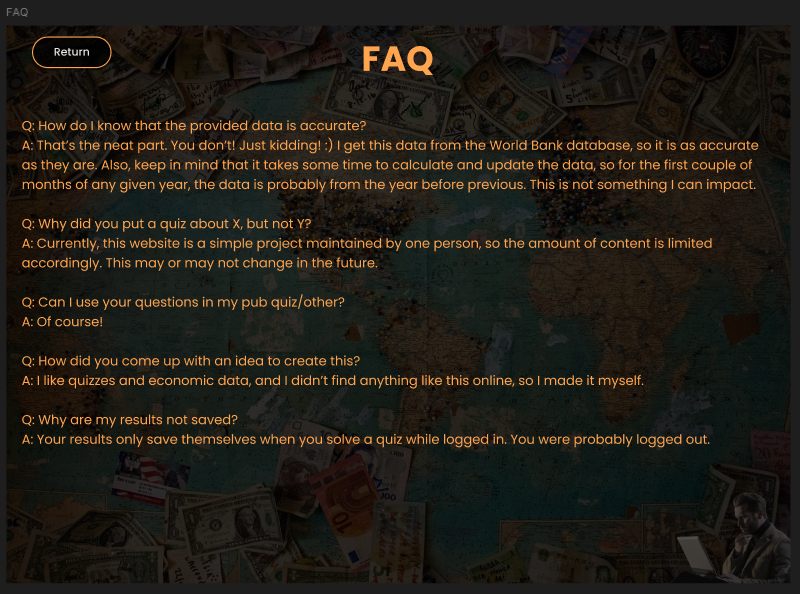 FAQ
Return
FAQ
Q: How do I know that the provided data is accurate?
A: That's the neat part. You don't! Just kidding! :) I get this data from the World Bank database, so it is as accurate
as they are. Also, keep in mind that it takes some time to calculate and update the data, so for the first couple of
months of any given year, the data is probably from the year before previous. This is not something I can impact.
Q: Why did you put a quiz about X, but not Y?
A: Currently, this website is a simple project maintained by one person, so the amount of content is limited
accordingly. This may or may not change in the future.
Q: Can I use your questions in my pub quiz/other?
A: Of course!
Q: How did you come up with an idea to create this?
A: I like quizzes and economic data, and I didn't find anything like this online, so I made it myself.
Q: Why are my results not saved?
A: Your results only save themselves when you solve a quiz while logged in. You were probably logged out.